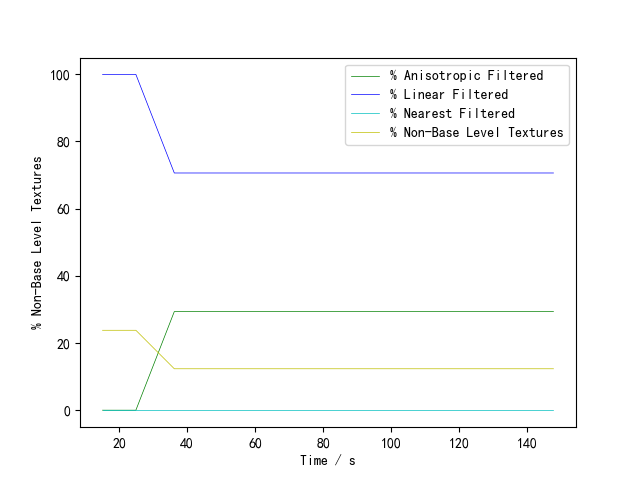 % Anisotropic Filtered
% Linear Filtered
% Nearest Filtered
% Non-Base Level Textures
100
80
60
40
20
0
% Non-Base Level Textures
20 40 60 80 100 120 140
Time / s